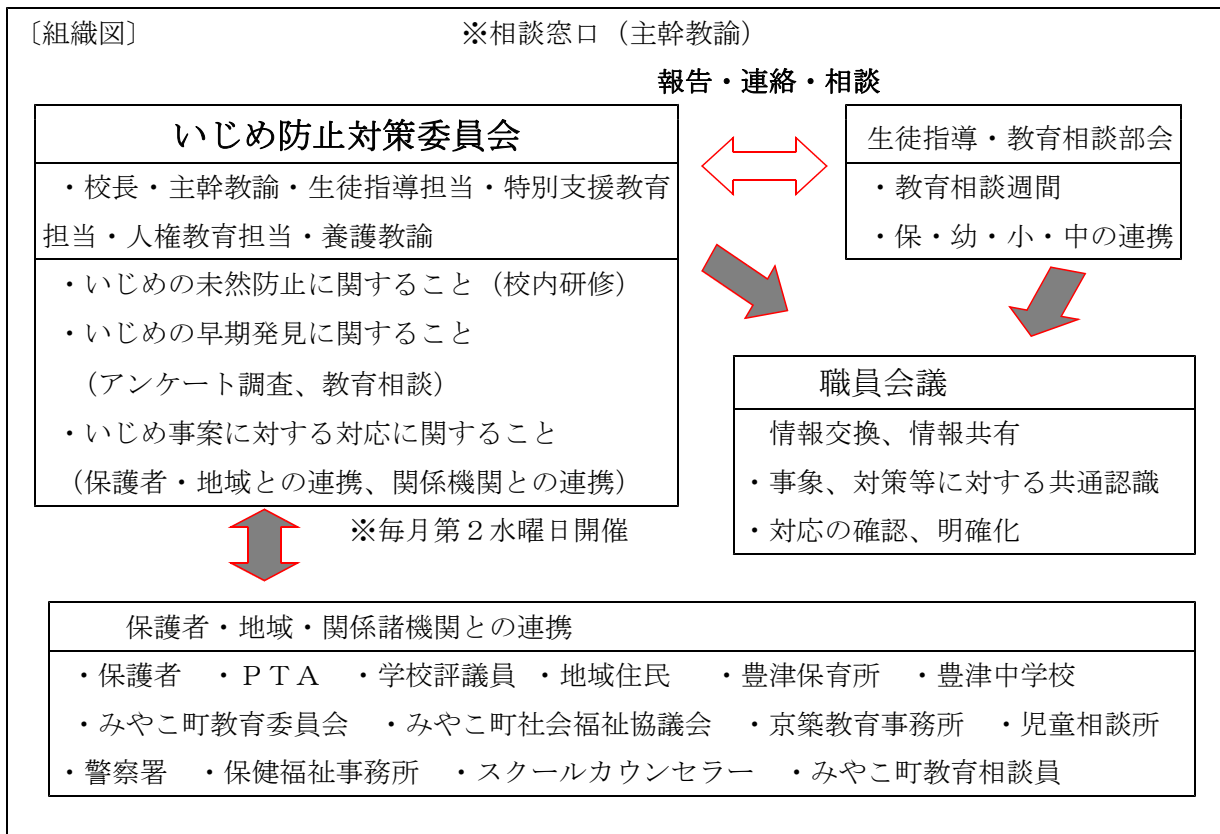 〔組織図〕 ※相談窓口（主幹教諭）
報告・連絡・相談
いじめ防止対策委員会
・校長・主幹教諭・生徒指導担当・特別支援教育
担当・人権教育担当・養護教諭
・いじめの未然防止に関すること（校内研修）
・いじめの早期発見に関すること
（アンケート調査、教育相談）
・いじめ事案に対する対応に関すること
（保護者・地域との連携、関係機関との連携）
※毎月第２水曜日開催
生徒指導・教育相談部会
・教育相談週間
・保・幼・小・中の連携
職員会議
情報交換、情報共有
・事象、対策等に対する共通認識
・対応の確認、明確化
保護者・地域・関係諸機関との連携
・保護者 ・ＰＴＡ ・学校評議員 ・地域住民 ・豊津保育所 ・豊津中学校
・みやこ町教育委員会 ・みやこ町社会福祉協議会 ・京築教育事務所 ・児童相談所
・警察署 ・保健福祉事務所 ・スクールカウンセラー ・みやこ町教育相談員